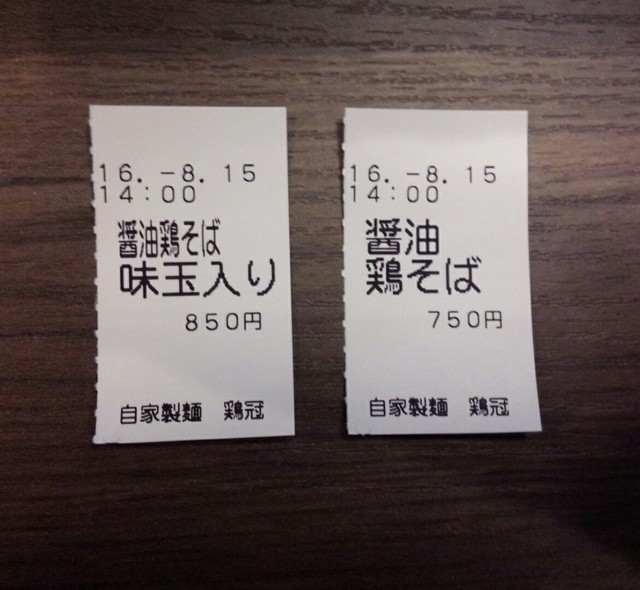 16.-8.15
14:00
醤油鶏そば
味玉入り
850円
自家製麺 鶏冠
16.-8.15
14:00
醤油
鶏そば
750円
自家製麺 鶏冠